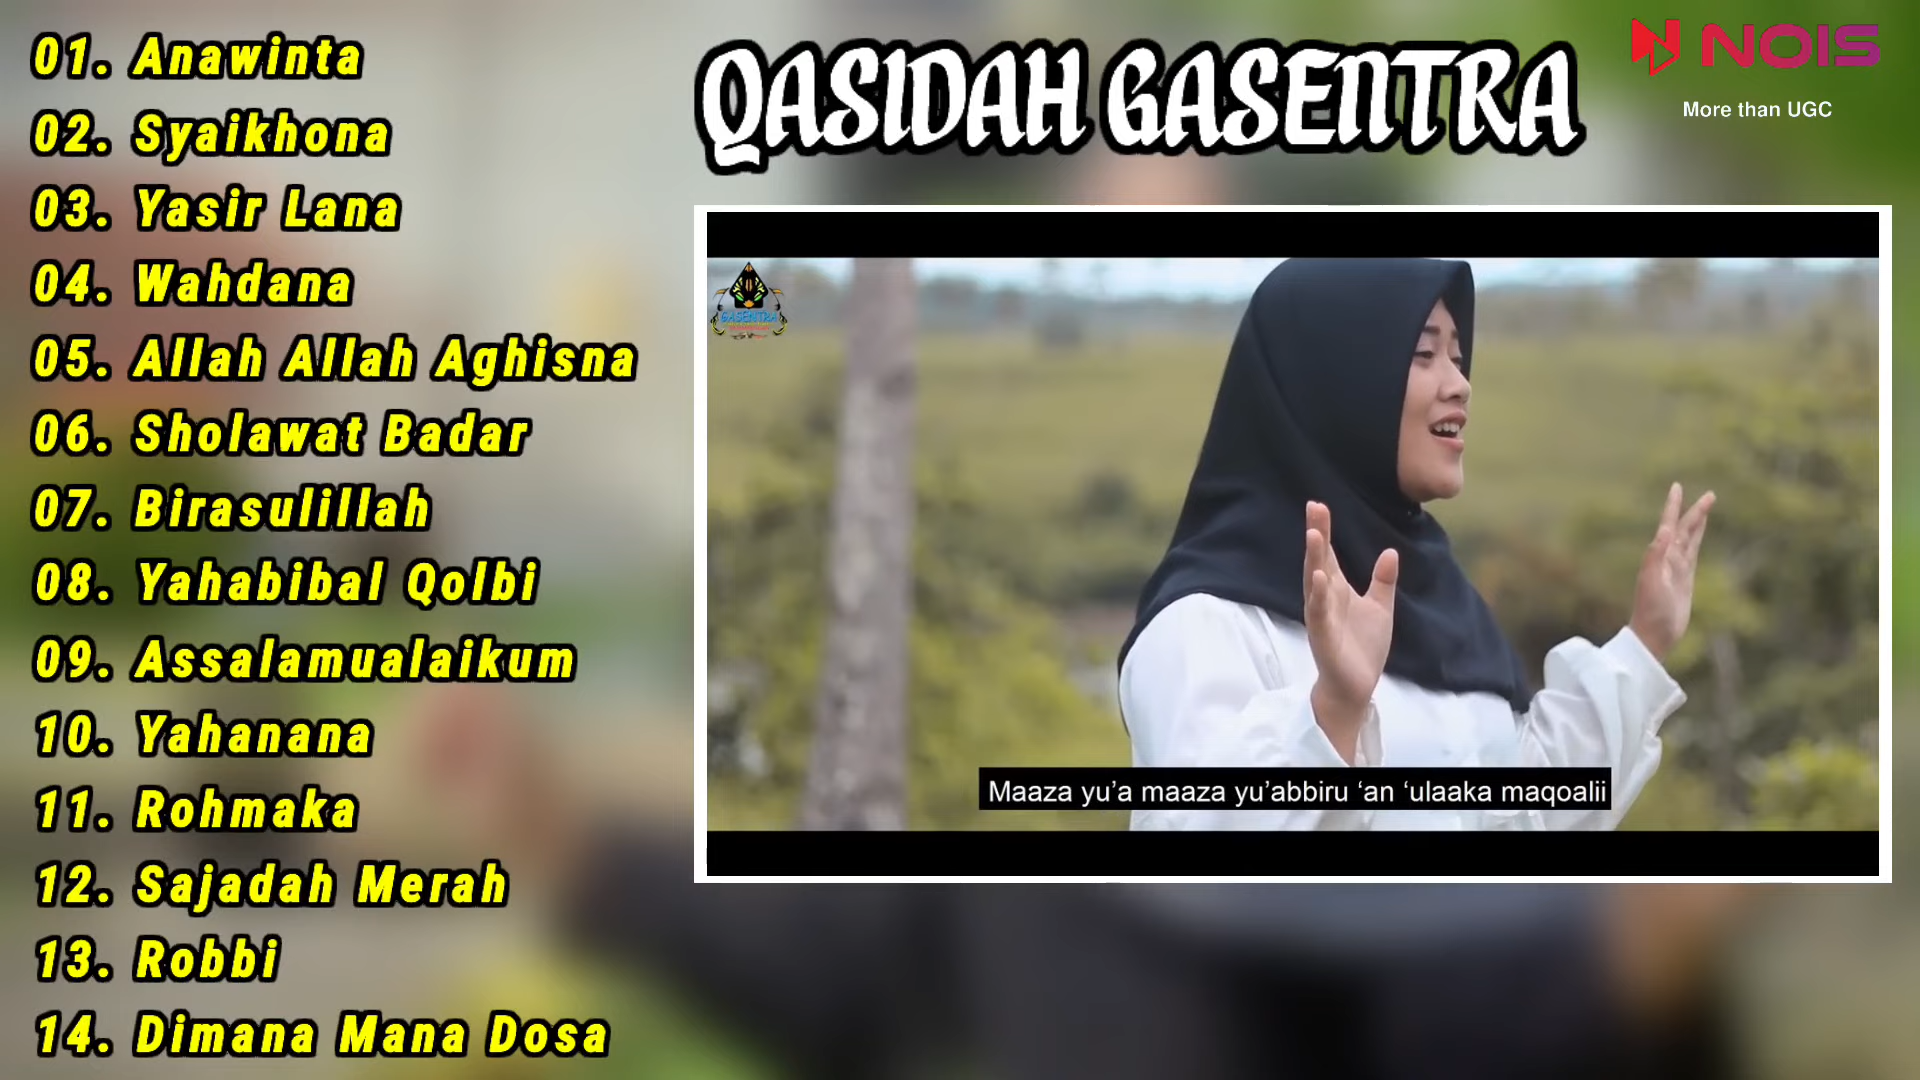 01. Anawinta
02. Syaikhona
03. Yasir Lana
04. Wahdana
05. Allah Allah Aghisna
06. Sholawat Badar
07. Birasulillah
08. Yahabibal Qolbi
09. Assalamualaikum
10. Yahanana
11. Rohmaka
12. Sajadah Merah
13. Robbi
14. Dimana Mana Dosa
QASIDAH GASENTRA
NOIS
More than UGC
GASENTRA
Maaza yu’a maaza yu’abbiru ‘an ‘ulaaka maqoalii